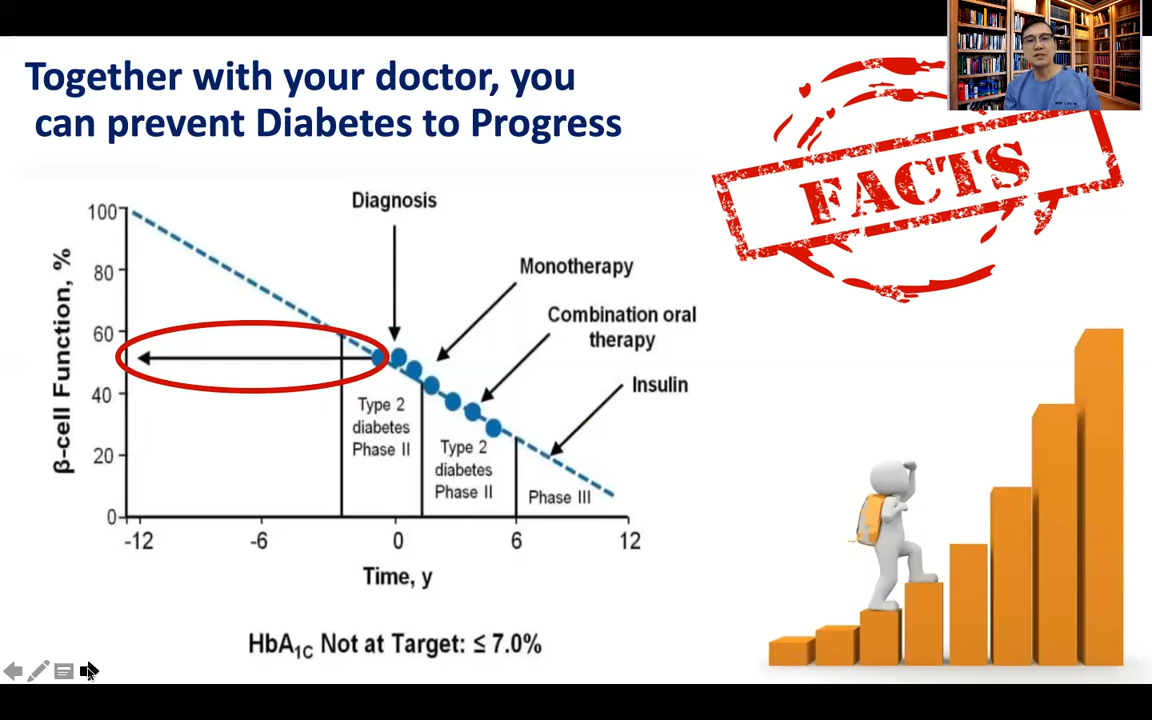 Together with your doctor, you
can prevent Diabetes to Progress
FACTS
Diagnosis
Monotherapy
Combination oral
therapy
Insulin
β-cell Function, %
100
80
60
40
20
0
Type 2
diabetes
Phase II
Type 2
diabetes
Phase II
Phase III
-12
-6
0
6
12
Time, y
HbA1C Not at Target: ≤ 7.0%